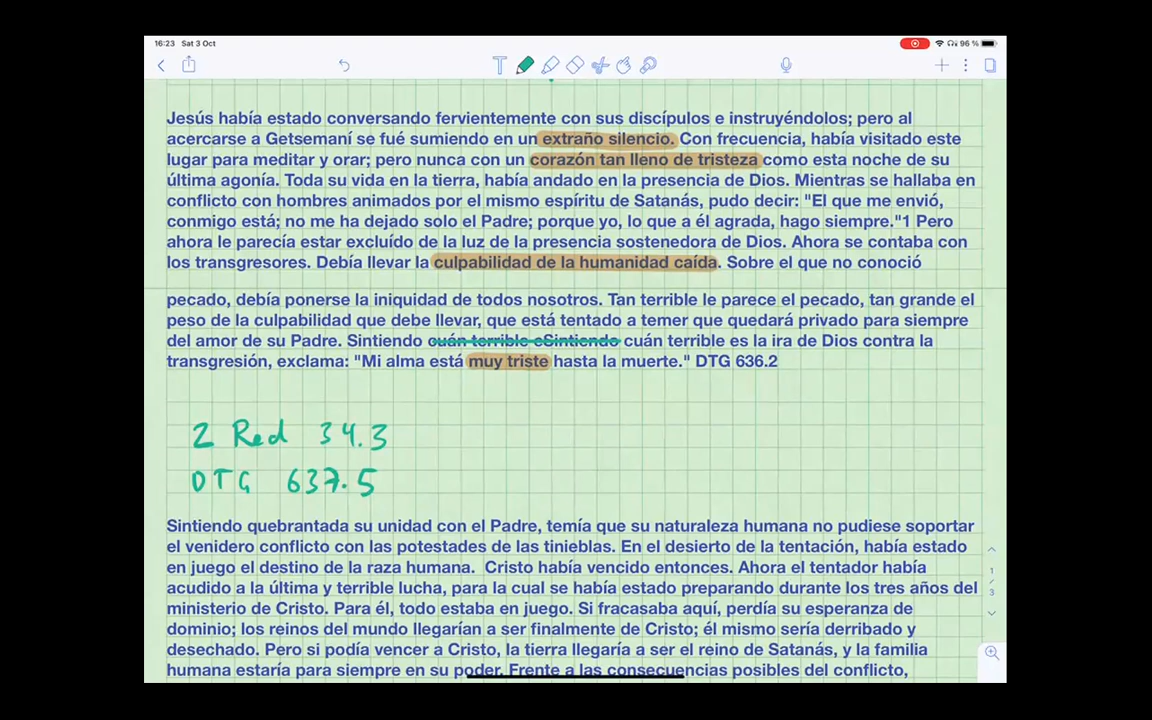 16:23 Sat 3 Oct 96 %
Jesús había estado conversando fervientemente con sus discípulos e instruyéndolos; pero al
acercarse a Getsemaní se fué sumiendo en un extraño silencio. Con frecuencia, había visitado este
lugar para meditar y orar; pero nunca con un corazón tan lleno de tristeza como esta noche de su
última agonía. Toda su vida en la tierra, había andado en la presencia de Dios. Mientras se hallaba en
conflicto con hombres animados por el mismo espíritu de Satanás, pudo decir: "El que me envió,
conmigo está; no me ha dejado solo el Padre; porque yo, lo que a él agrada, hago siempre."1 Pero
ahora le parecía estar excluído de la luz de la presencia sostenedora de Dios. Ahora se contaba con
los transgresores. Debía llevar la culpabilidad de la humanidad caída. Sobre el que no conoció
pecado, debía ponerse la iniquidad de todos nosotros. Tan terrible le parece el pecado, tan grande el
peso de la culpabilidad que debe llevar, que está tentado a temer que quedará privado para siempre
del amor de su Padre. Sintiendo cuán terrible eSintiendo cuán terrible es la ira de Dios contra la
transgresión, exclama: "Mi alma está muy triste hasta la muerte." DTG 636.2
2 Red 34.3
DTG 637.5
Sintiendo quebrantada su unidad con el Padre, temía que su naturaleza humana no pudiese soportar
el venidero conflicto con las potestades de las tinieblas. En el desierto de la tentación, había estado
en juego el destino de la raza humana. Cristo había vencido entonces. Ahora el tentador había
acudido a la última y terrible lucha, para la cual se había estado preparando durante los tres años del
ministerio de Cristo. Para él, todo estaba en juego. Si fracasaba aquí, perdía su esperanza de
dominio; los reinos del mundo llegarían a ser finalmente de Cristo; él mismo sería derribado y
desechado. Pero si podía vencer a Cristo, la tierra llegaría a ser el reino de Satanás, y la familia
humana estaría para siempre en su poder. Frente a las consecuencias posibles del conflicto,
1
/
3